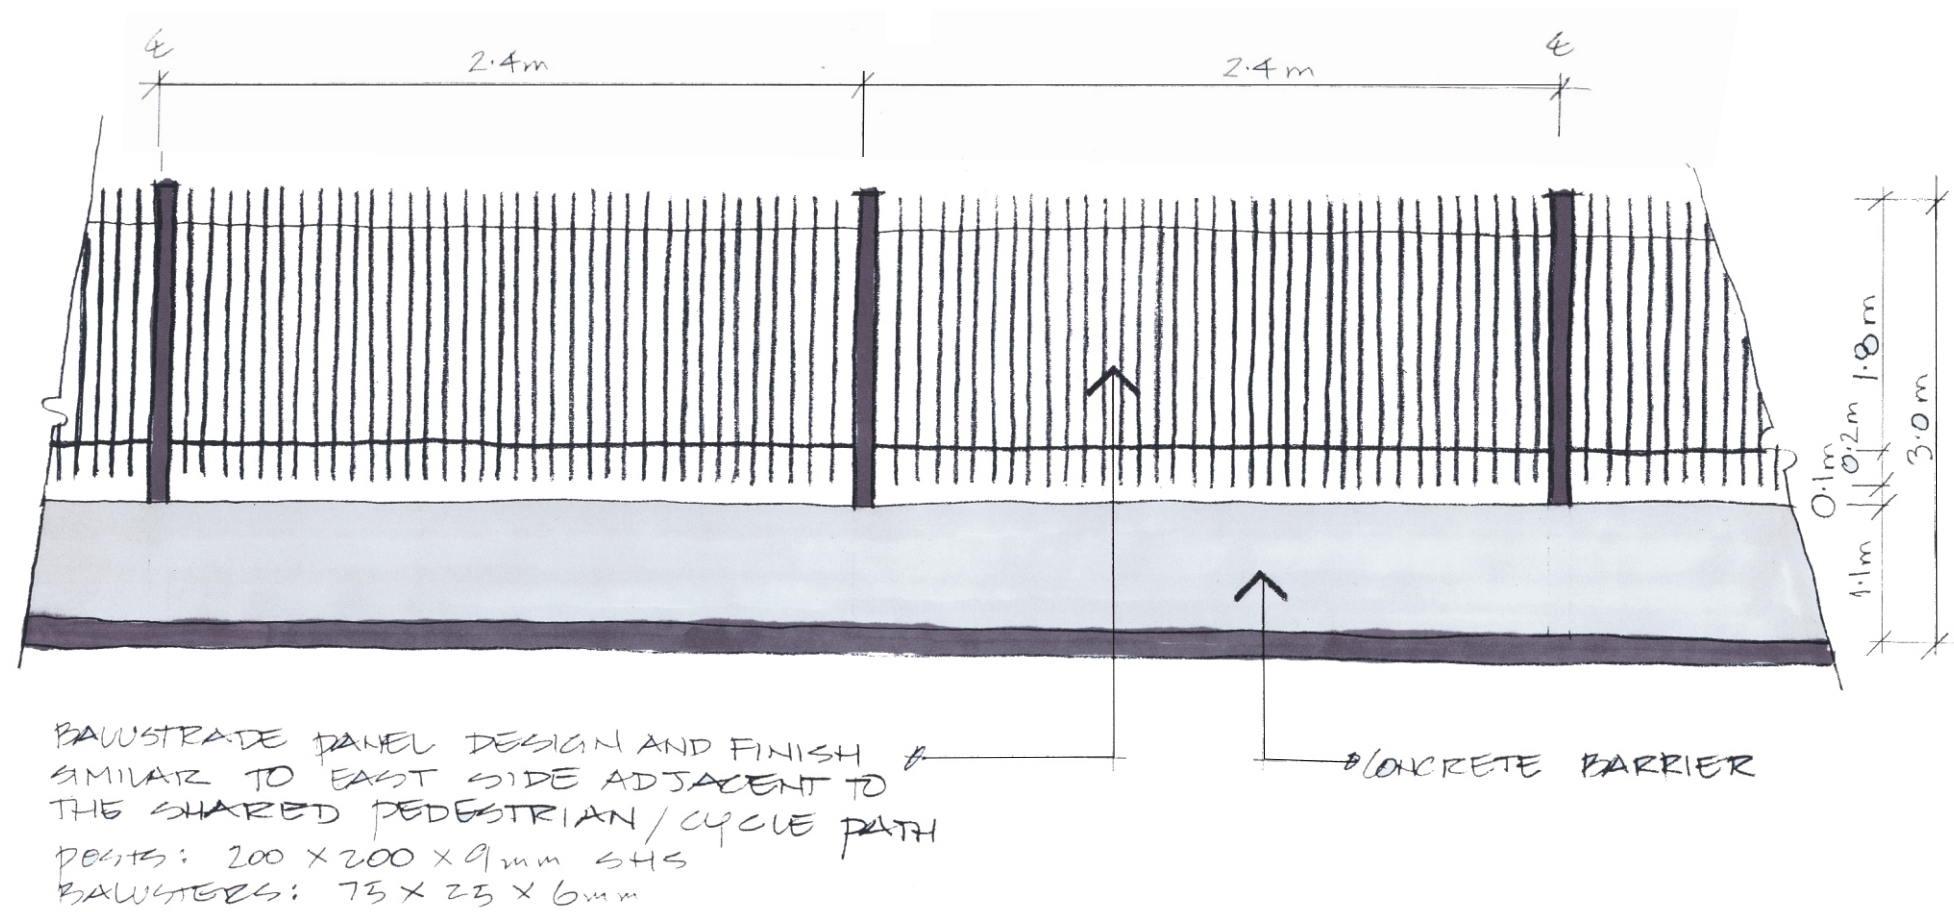 ℄
2.4m
2.4m
℄
1.8m
0.2m
0.1m
1.1m
3.0m
BALUSTRADE PANEL DESIGN AND FINISH
SIMILAR TO EAST SIDE ADJACENT TO
THE SHARED PEDESTRIAN/CYCLE PATH
POSTS: 200 X 200 X 9mm SHS
BALUSTERS: 75 X 25 X 6mm
CONCRETE BARRIER